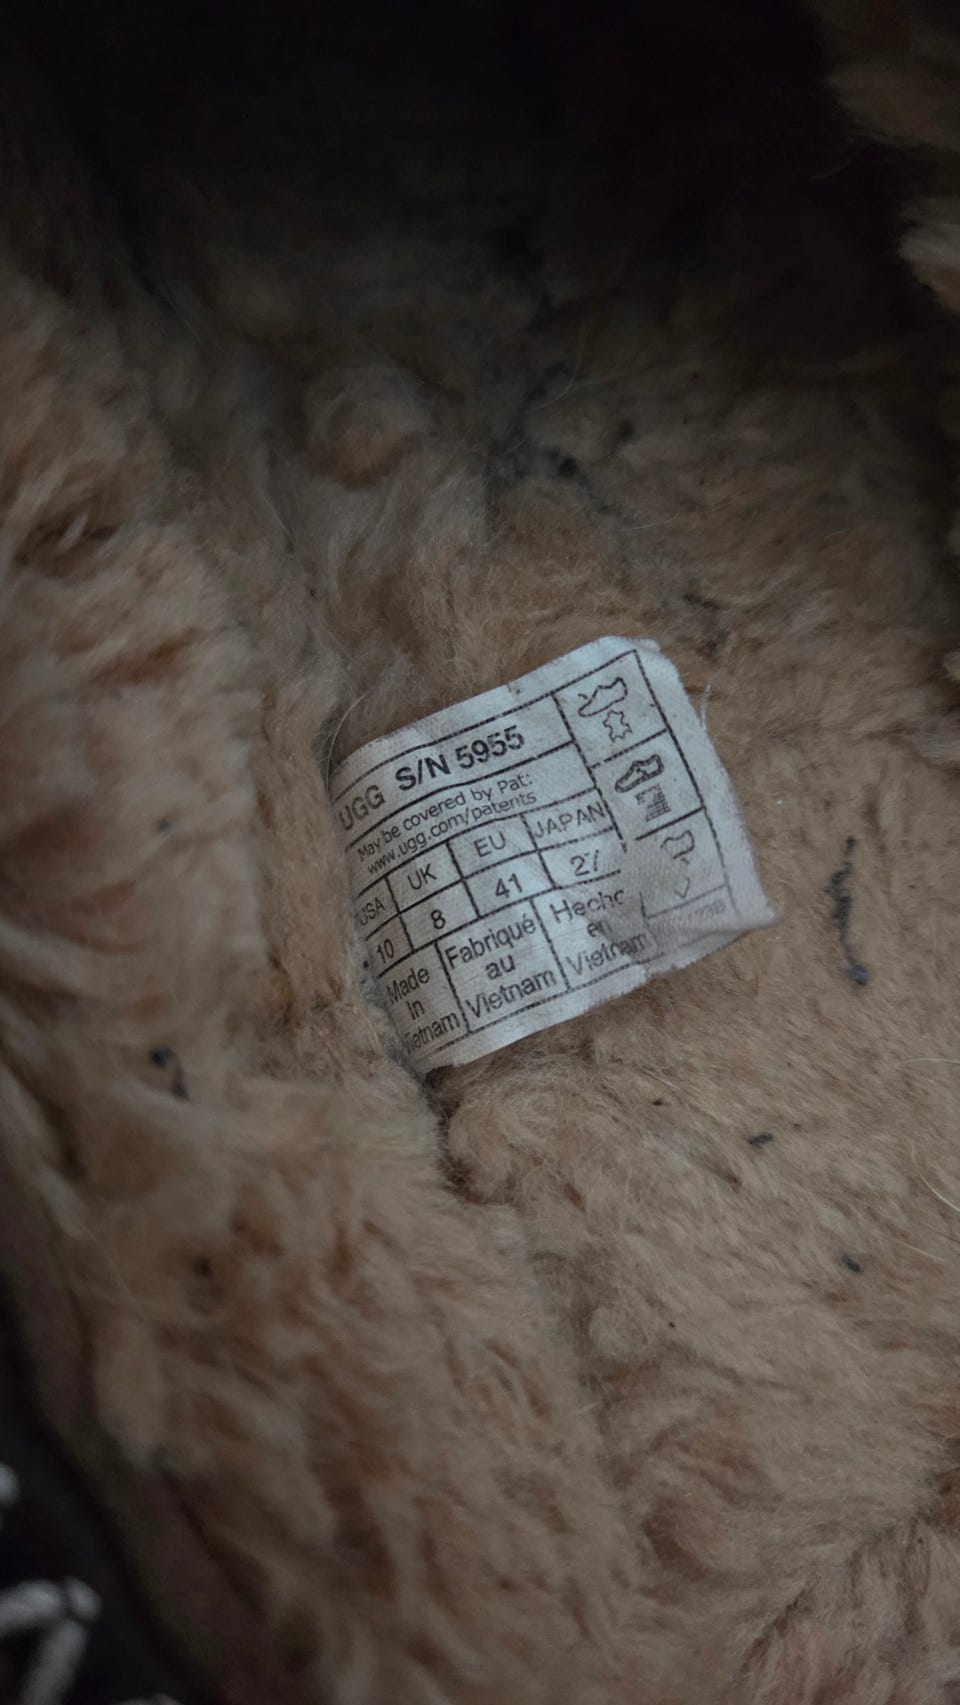 UGG S/N 5955
May be covered by Pat:
www.ugg.com/patents
USA UK EU JAPAN
10 8 41 27
Made In Vietnam
Fabriqué au Vietnam
Hecho en Vietnam